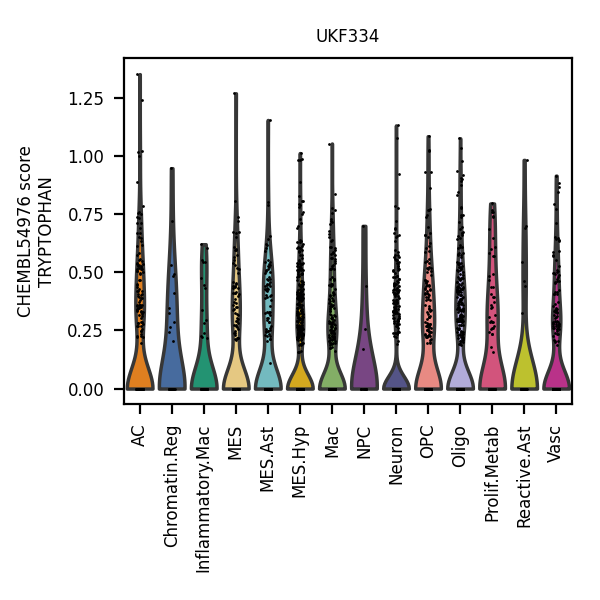 UKF334
CHEMBL54976 score
TRYPTOPHAN
1.25
1.00
0.75
0.50
0.25
0.00
AC
Chromatin.Reg
Inflammatory.Mac
MES
MES.Ast
MES.Hyp
Mac
NPC
Neuron
OPC
Oligo
Prolif.Metab
Reactive.Ast
Vasc